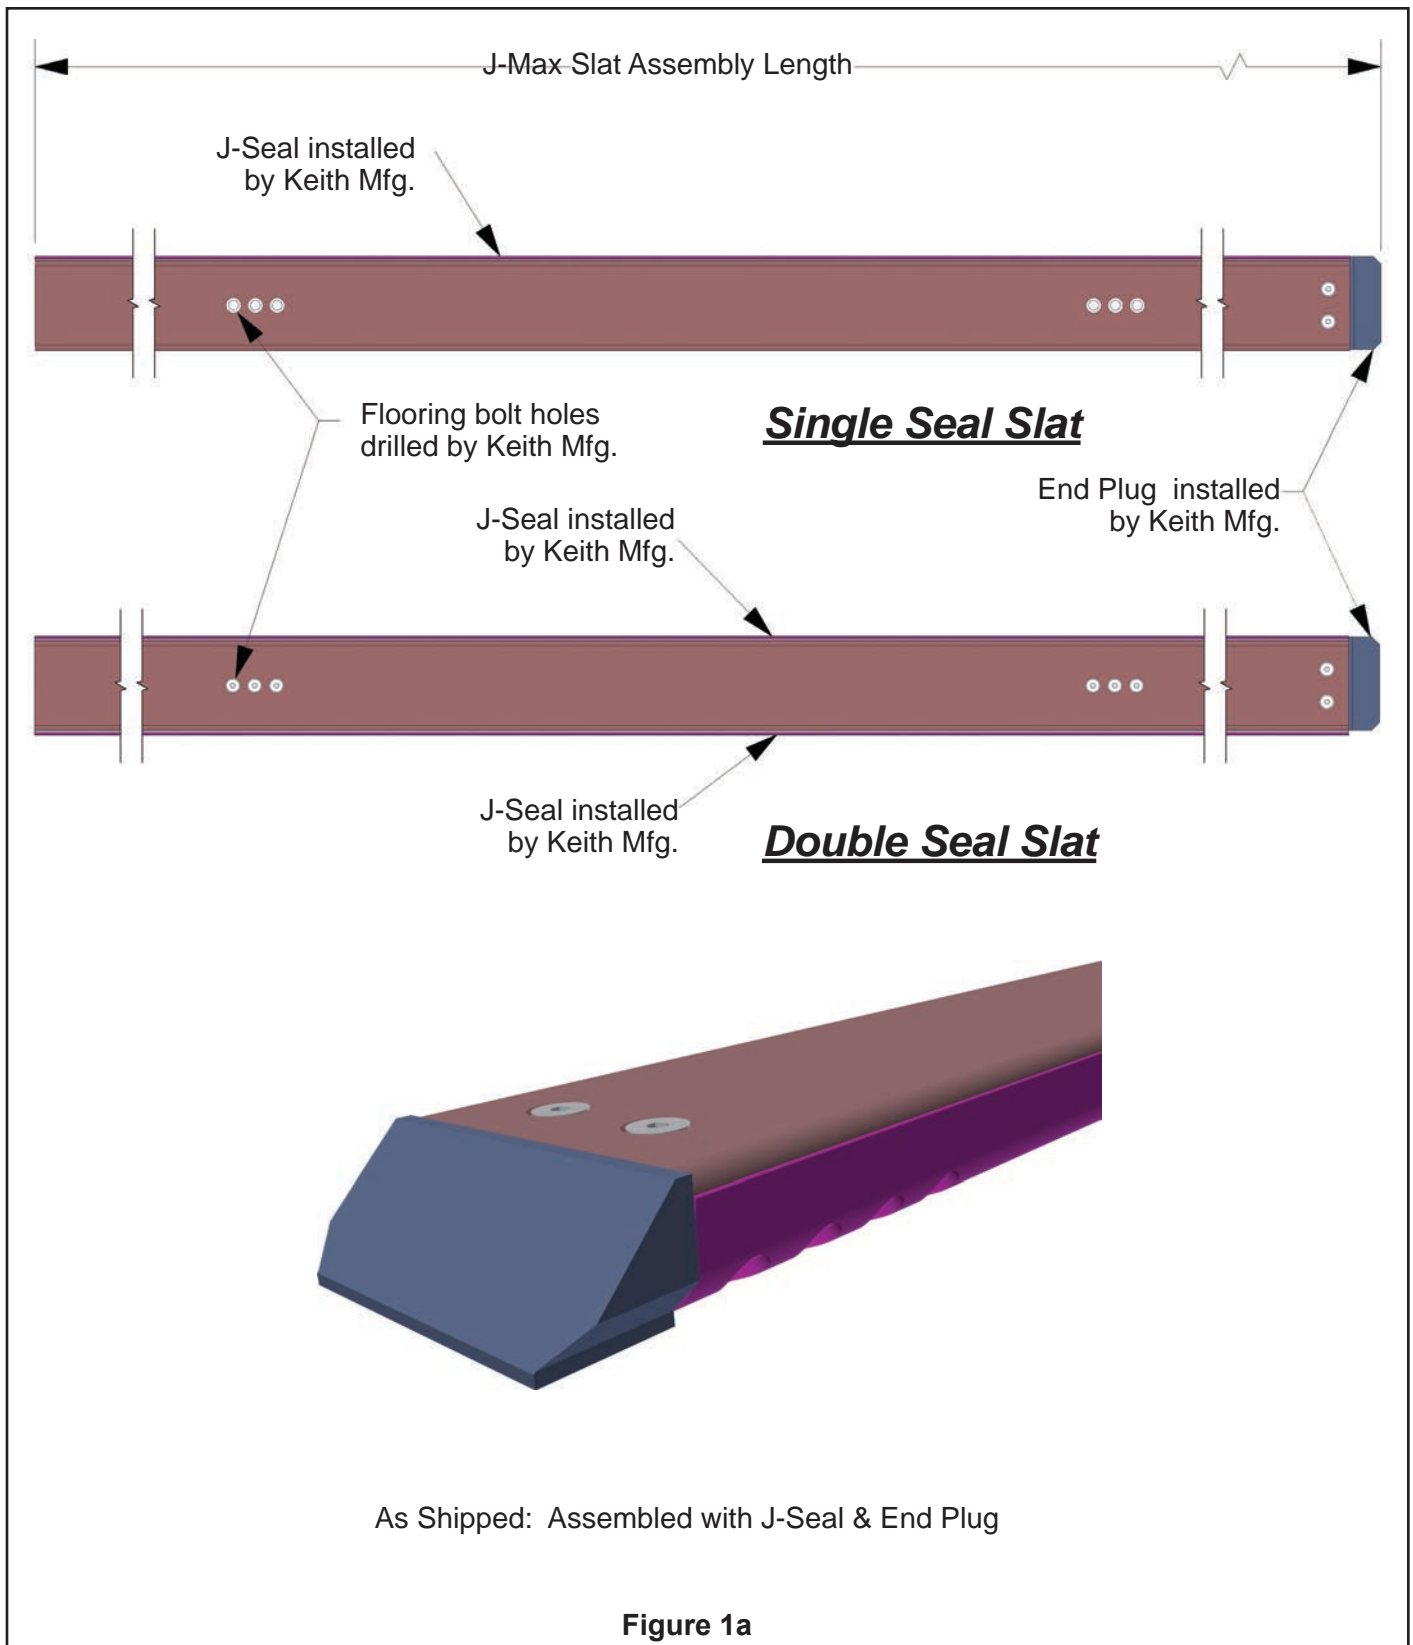 J-Max Slat Assembly Length
J-Seal installed
by Keith Mfg.
Flooring bolt holes
drilled by Keith Mfg.
Single Seal Slat
End Plug installed
by Keith Mfg.
J-Seal installed
by Keith Mfg.
J-Seal installed
by Keith Mfg.
Double Seal Slat
As Shipped: Assembled with J-Seal & End Plug
Figure 1a